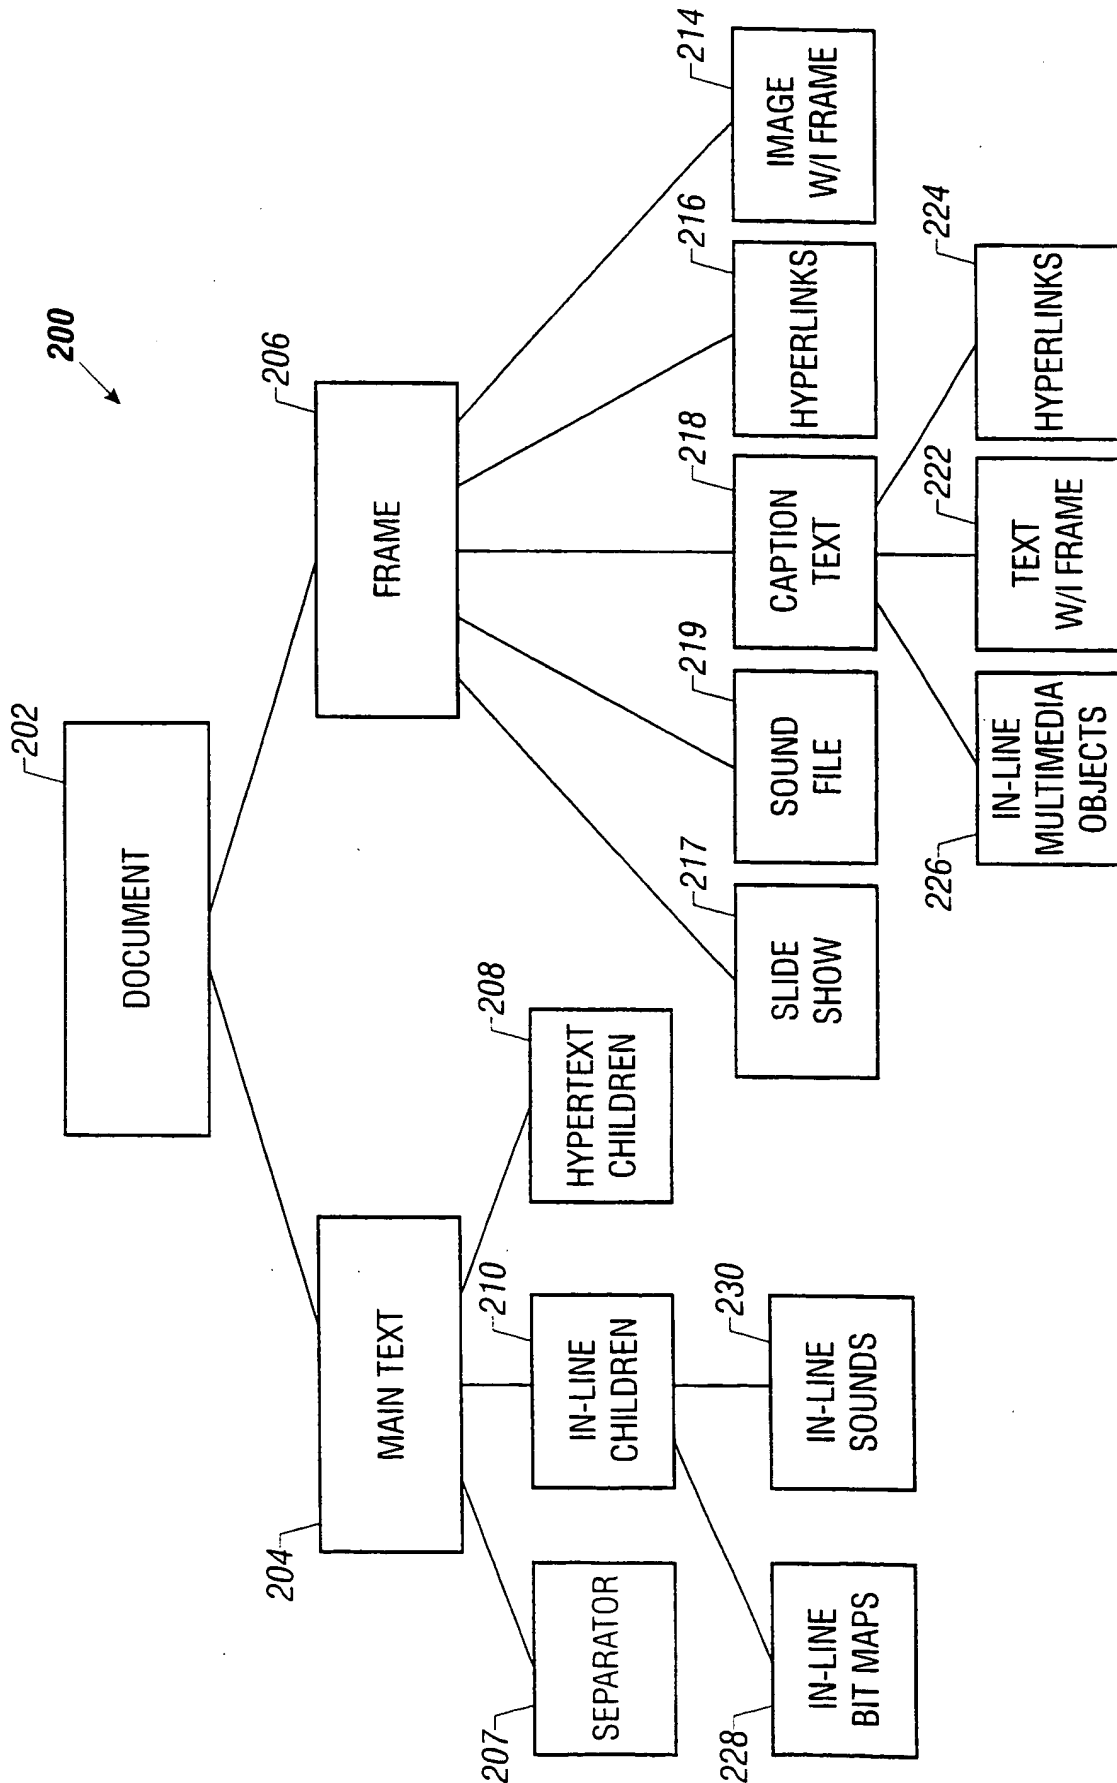 200
202
DOCUMENT
204
MAIN TEXT
206
FRAME
207
SEPARATOR
210
IN-LINE
CHILDREN
208
HYPERTEXT
CHILDREN
228
IN-LINE
BIT MAPS
230
IN-LINE
SOUNDS
217
SLIDE
SHOW
219
SOUND
FILE
218
CAPTION
TEXT
216
HYPERLINKS
214
IMAGE
W/I FRAME
226
IN-LINE
MULTIMEDIA
OBJECTS
222
TEXT
W/I FRAME
224
HYPERLINKS